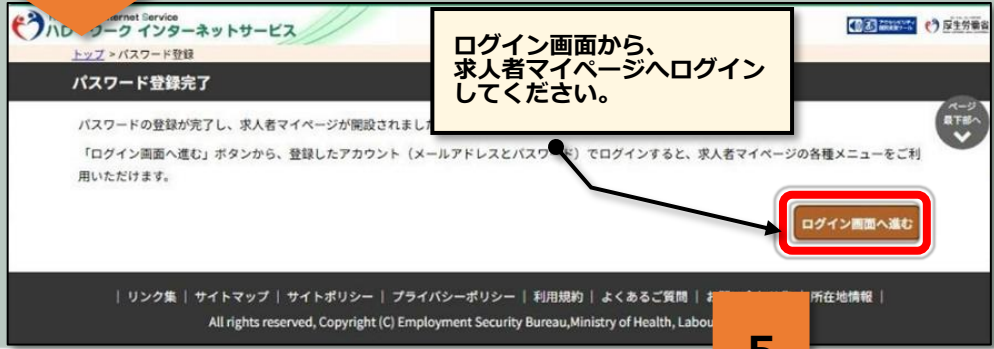 ernet Service
ハローワーク インターネットサービス
厚生労働省
トップ > パスワード登録
ログイン画面から、
求人者マイページへログイン
してください。
パスワード登録完了
ページ
最下部へ
パスワードの登録が完了し、求人者マイページが開設されました
「ログイン画面へ進む」ボタンから、登録したアカウント（メールアドレスとパスワード）でログインすると、求人者マイページの各種メニューをご利
用いただけます。
ログイン画面へ進む
| リンク集 | サイトマップ | サイトポリシー | プライバシーポリシー | 利用規約 | よくあるご質問 | 所在地情報 |
All rights reserved, Copyright (C) Employment Security Bureau,Ministry of Health, Labou
5